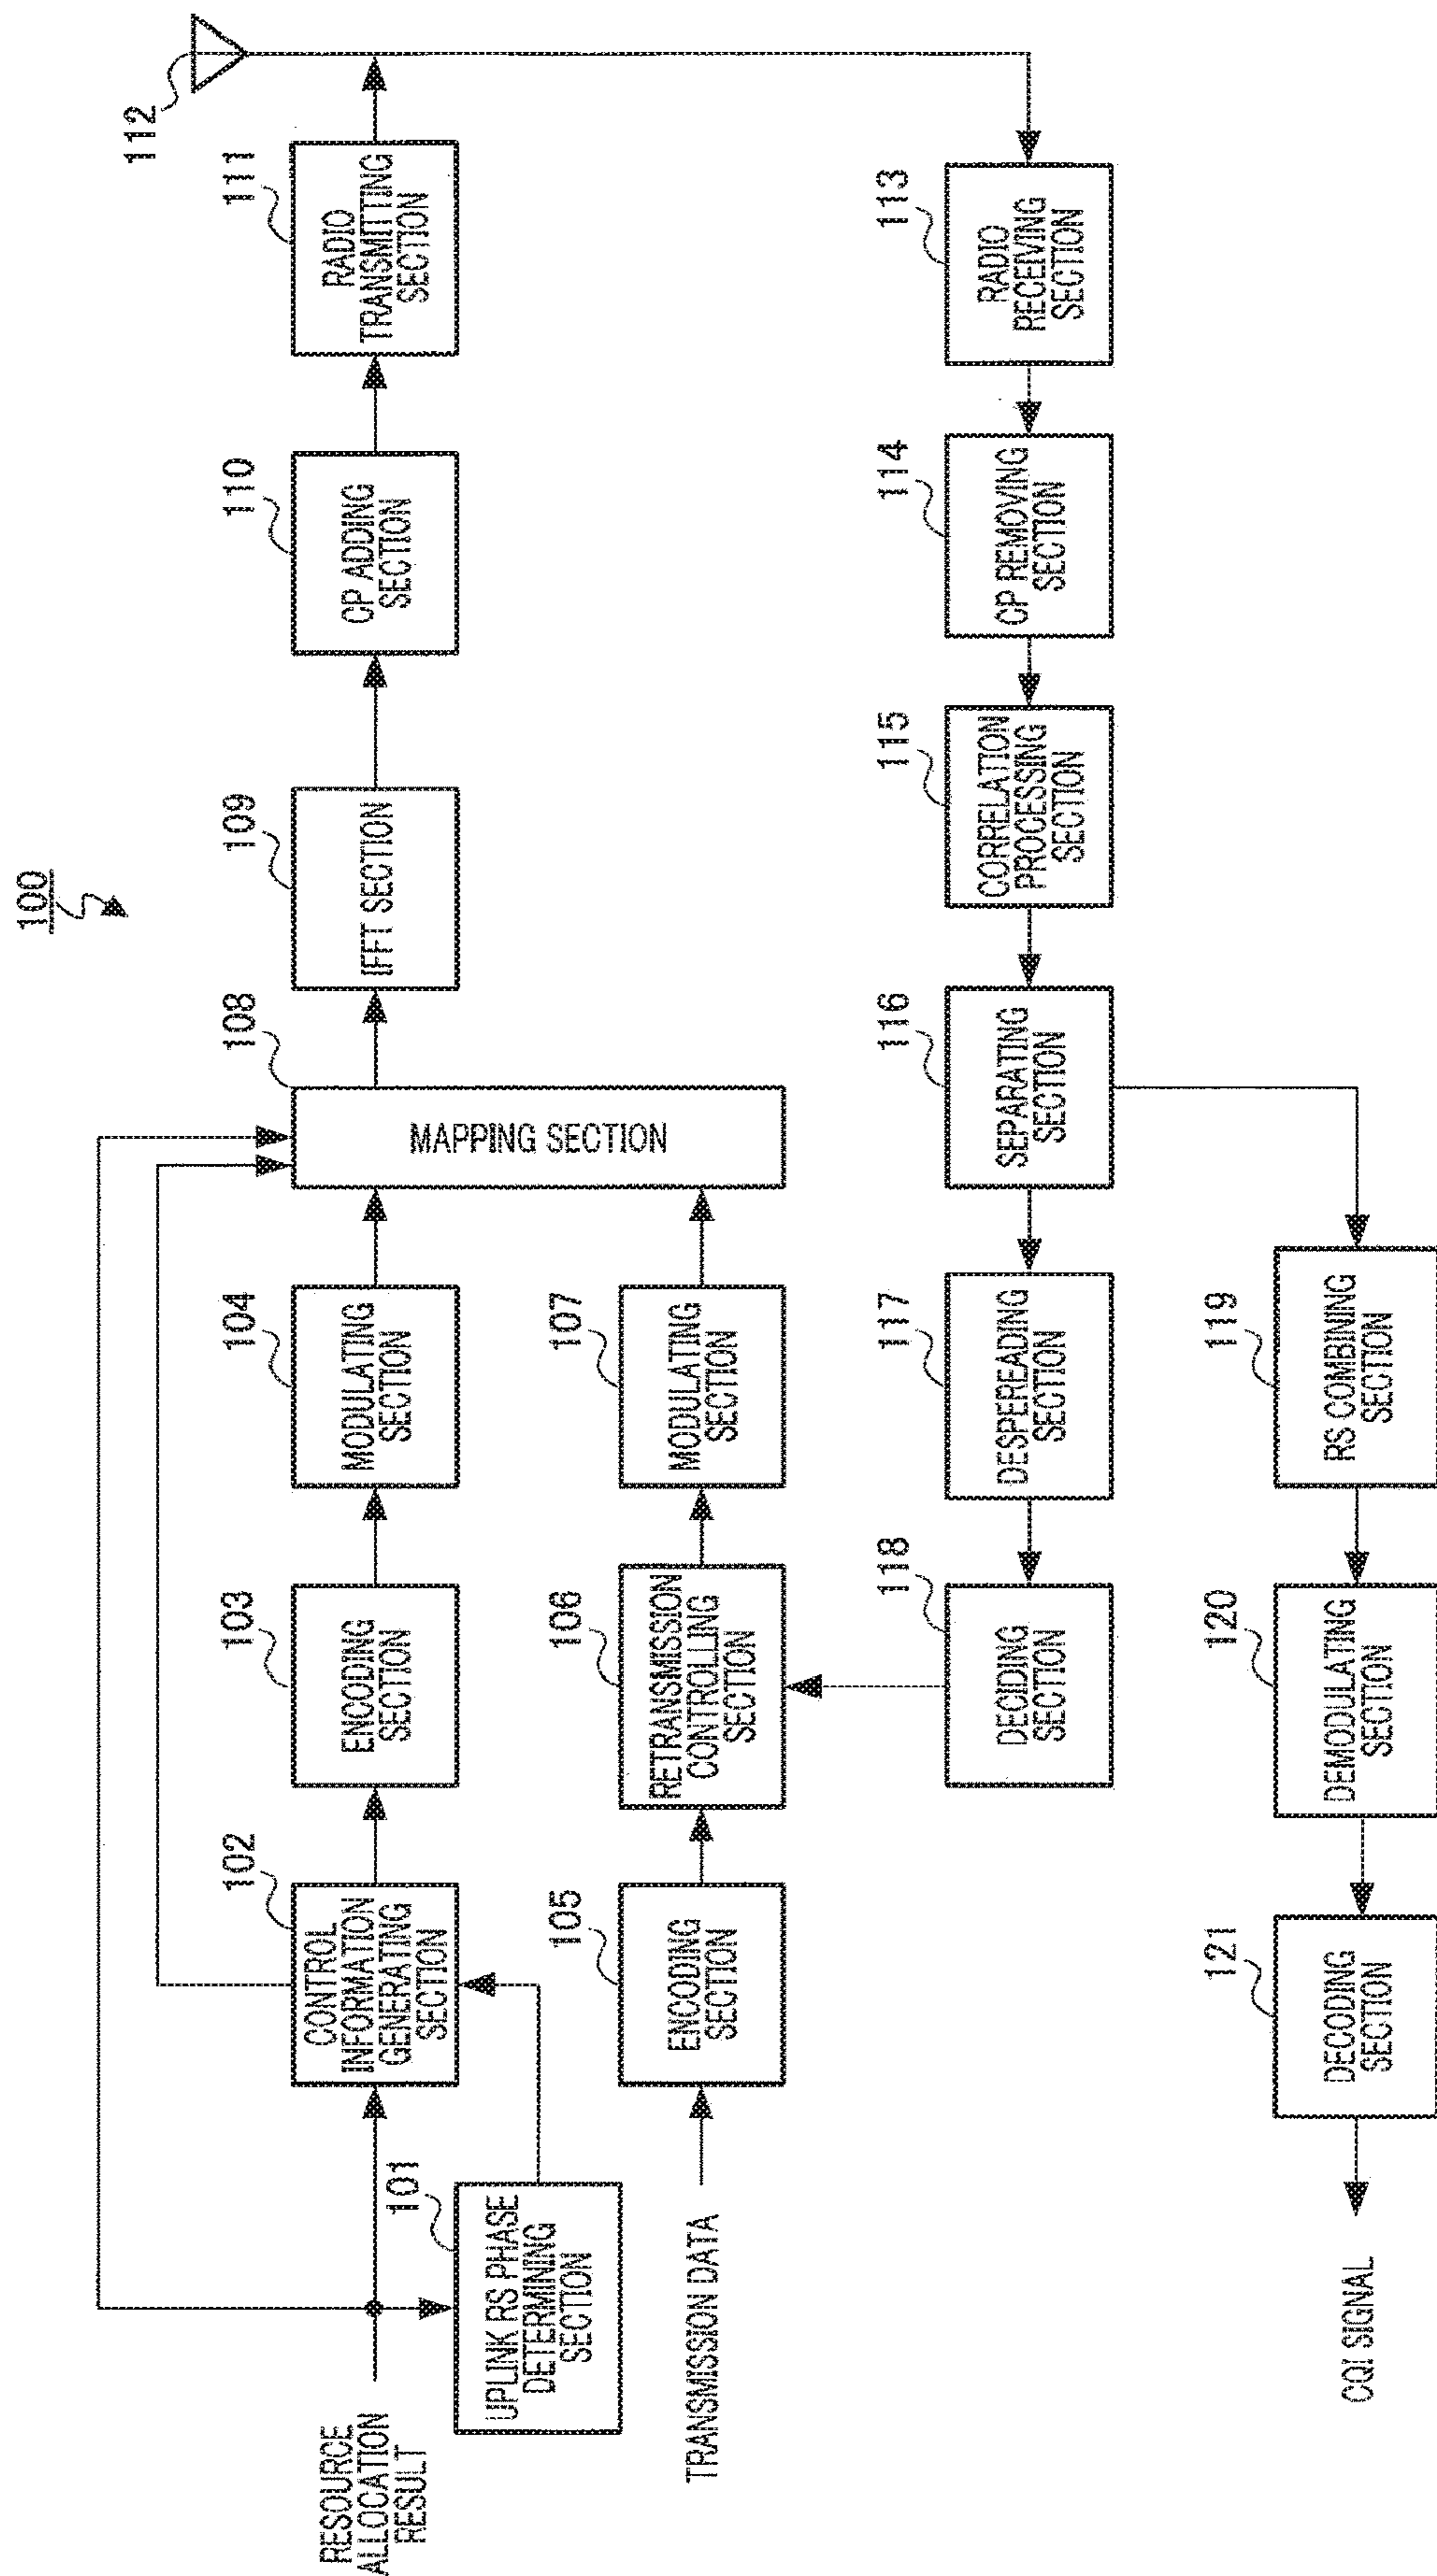 100
112
RESOURCE
ALLOCATION
RESULT
101
UPLINK RS PHASE
DETERMINING
SECTION
102
CONTROL
INFORMATION
GENERATING
SECTION
103
ENCODING
SECTION
104
MODULATING
SECTION
108
MAPPING SECTION
109
IFFT SECTION
110
CP ADDING
SECTION
111
RADIO
TRANSMITTING
SECTION
TRANSMISSION DATA
105
ENCODING
SECTION
106
RETRANSMISSION
CONTROLLING
SECTION
107
MODULATING
SECTION
118
DECIDING
SECTION
117
DESPEREADING
SECTION
116
SEPARATING
SECTION
115
CORRELATION
PROCESSING
SECTION
114
CP REMOVING
SECTION
113
RADIO
RECEIVING
SECTION
CQI SIGNAL
121
DECODING
SECTION
120
DEMODULATING
SECTION
119
RS COMBINING
SECTION